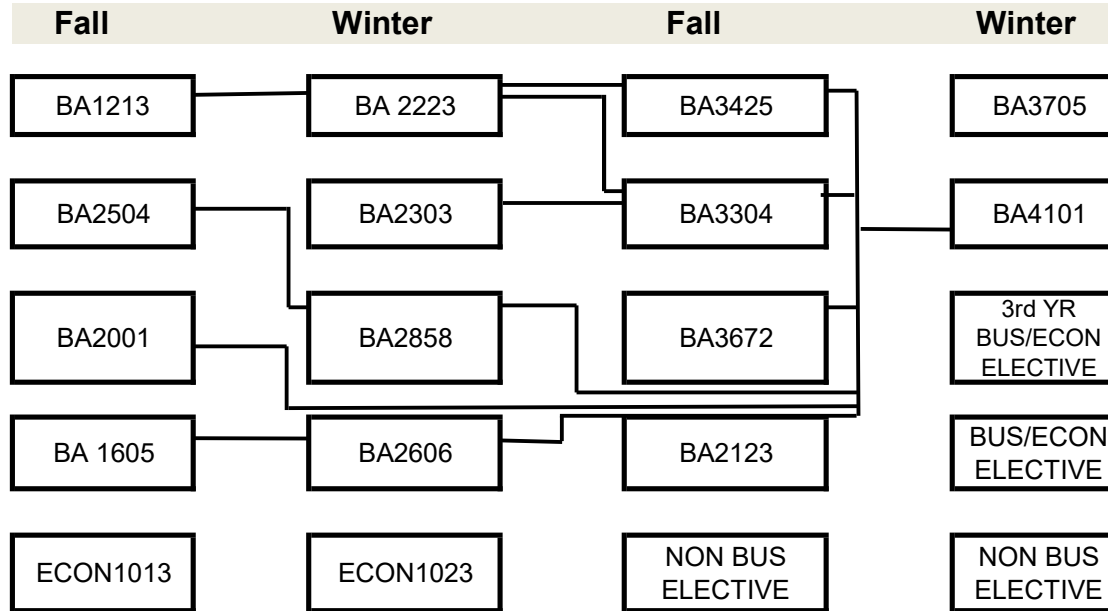 Fall Winter Fall Winter
BA1213 BA 2223 BA3425 BA3705
BA2504 BA2303 BA3304 BA4101
BA2001 BA2858 BA3672
3rd YR
BUS/ECON
ELECTIVE
BA 1605 BA2606 BA2123
BUS/ECON
ELECTIVE
ECON1013 ECON1023
NON BUS
ELECTIVE
NON BUS
ELECTIVE